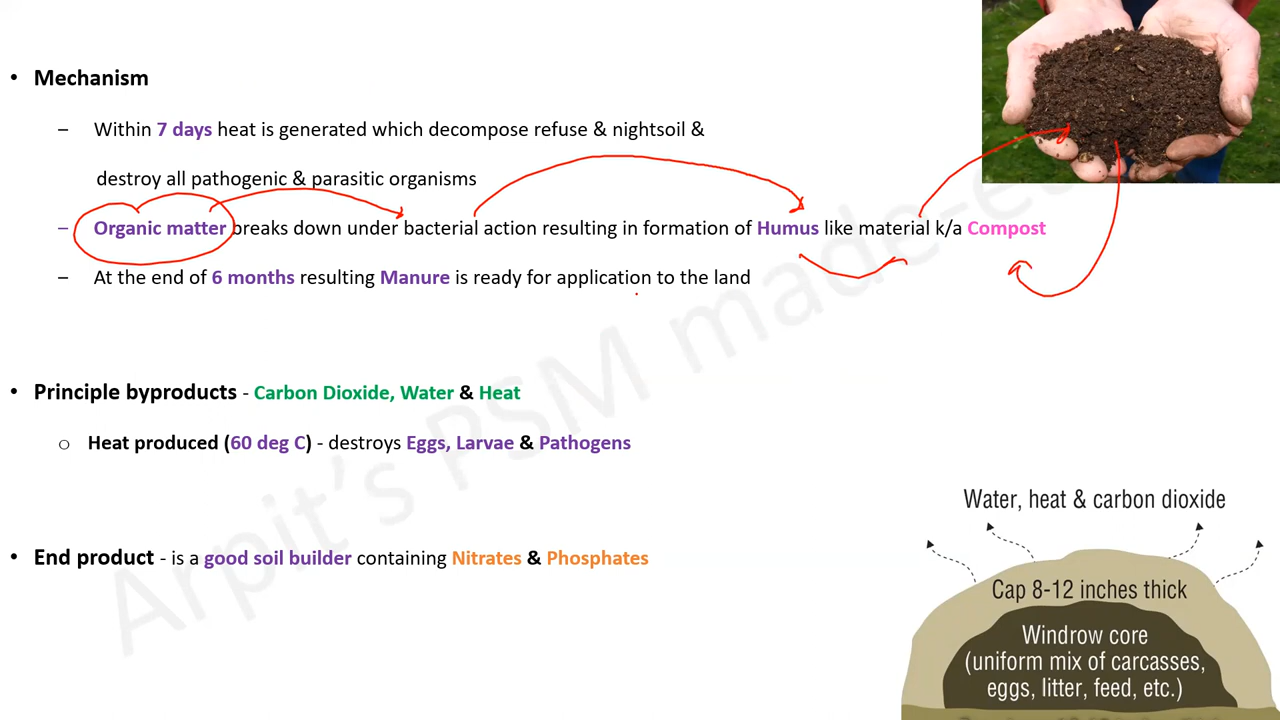 • Mechanism
– Within 7 days heat is generated which decompose refuse & nightsoil &
destroy all pathogenic & parasitic organisms
– Organic matter breaks down under bacterial action resulting in formation of Humus like material k/a Compost
– At the end of 6 months resulting Manure is ready for application to the land
• Principle byproducts - Carbon Dioxide, Water & Heat
o Heat produced (60 deg C) - destroys Eggs, Larvae & Pathogens
• End product - is a good soil builder containing Nitrates & Phosphates
Water, heat & carbon dioxide
Cap 8-12 inches thick
Windrow core
(uniform mix of carcasses,
eggs, litter, feed, etc.)
Arpit's PSM made